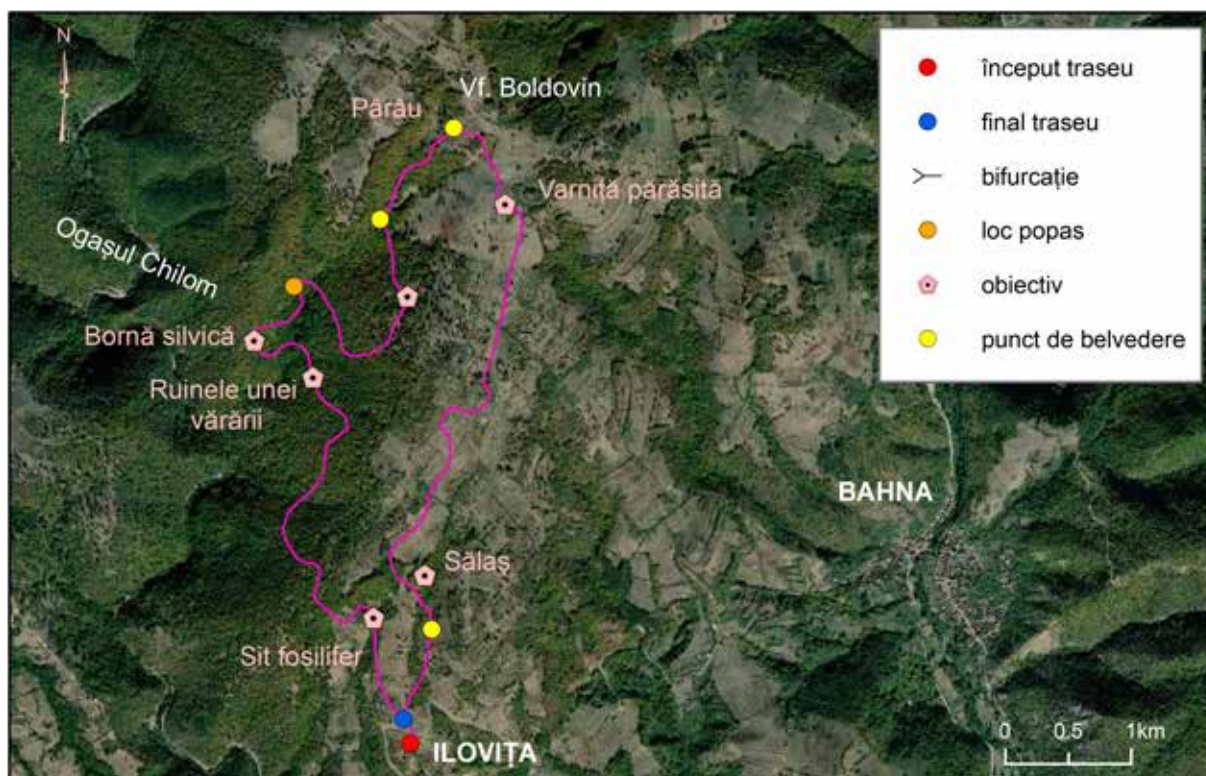 N
Vf. Boldovin
Pârâu
Varniță părăsită
Ogașul Chilom
Bornă silvică
Ruinele unei
vărării
BAHNA
Sălaș
Sit fosilifer
ILOVIȚA
început traseu
final traseu
bifurcație
loc popas
obiectiv
punct de belvedere
0 0.5 1km